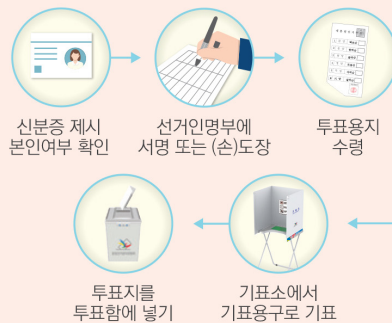 신분증 제시
본인여부 확인
선거인명부에
서명 또는 (손)도장
투표용지
수령
기표소에서
기표용구로 기표
투표지를
투표함에 넣기